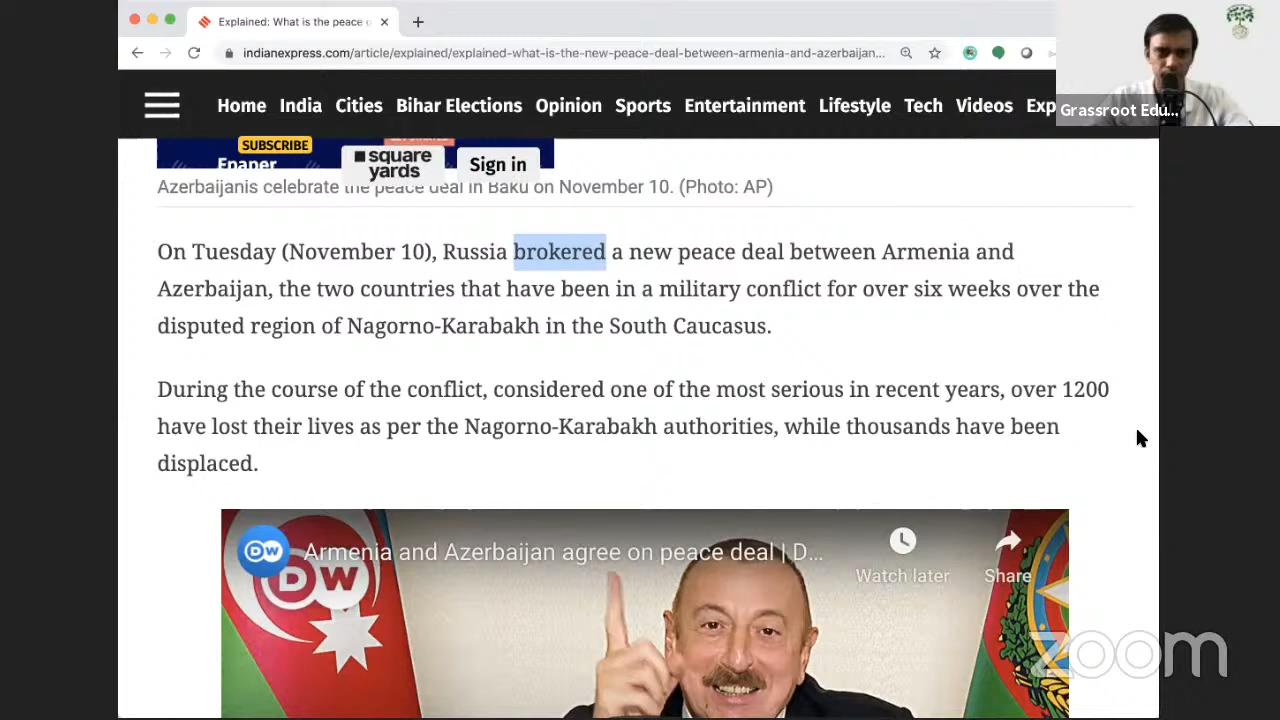 Explained: What is the peace
indianexpress.com/article/explained/explained-what-is-the-new-peace-deal-between-armenia-and-azerbaijan...
Home India Cities Bihar Elections Opinion Sports Entertainment Lifestyle Tech Videos Exp
Grassroot Edu...
SUBSCRIBE
Epaper
square
yards
Sign in
Azerbaijanis celebrate the peace deal in Baku on November 10. (Photo: AP)
On Tuesday (November 10), Russia brokered a new peace deal between Armenia and
Azerbaijan, the two countries that have been in a military conflict for over six weeks over the
disputed region of Nagorno-Karabakh in the South Caucasus.
During the course of the conflict, considered one of the most serious in recent years, over 1200
have lost their lives as per the Nagorno-Karabakh authorities, while thousands have been
displaced.
DW
Armenia and Azerbaijan agree on peace deal | D...
Watch later
Share
DW
zoom